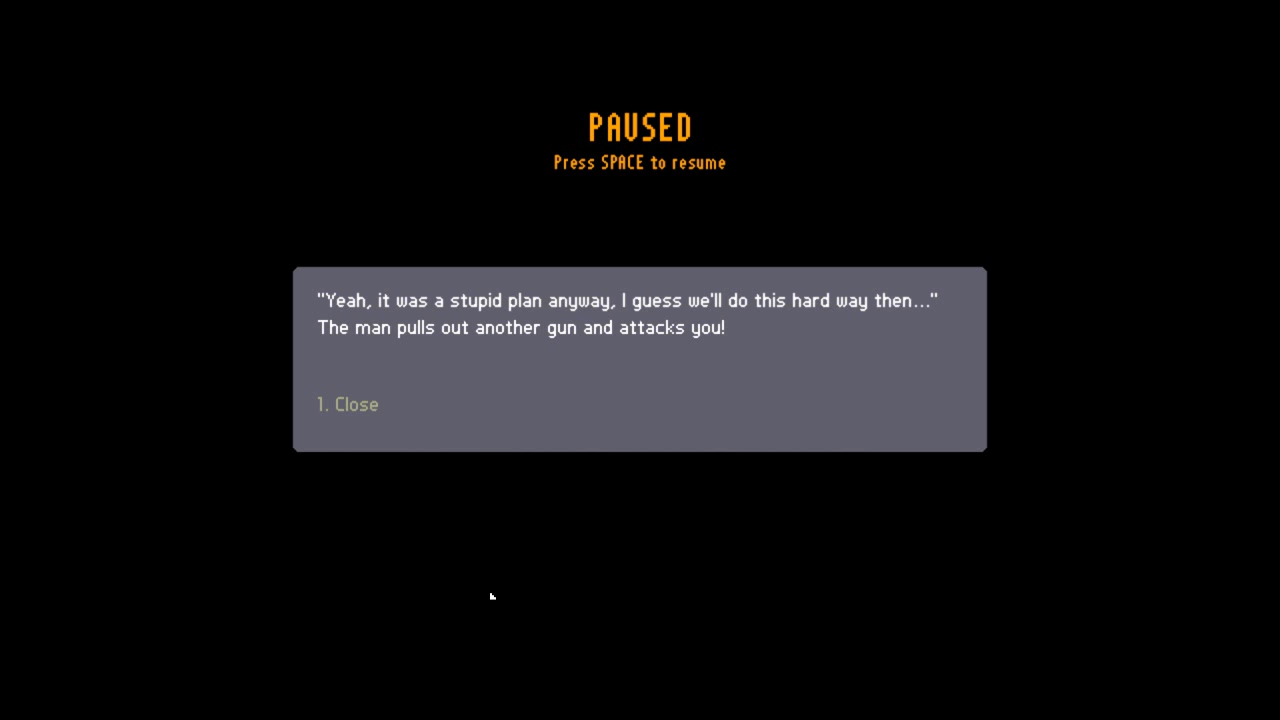 PAUSED
Press SPACE to resume
"Yeah, it was a stupid plan anyway, I guess we'll do this hard way then..."
The man pulls out another gun and attacks you!
1. Close